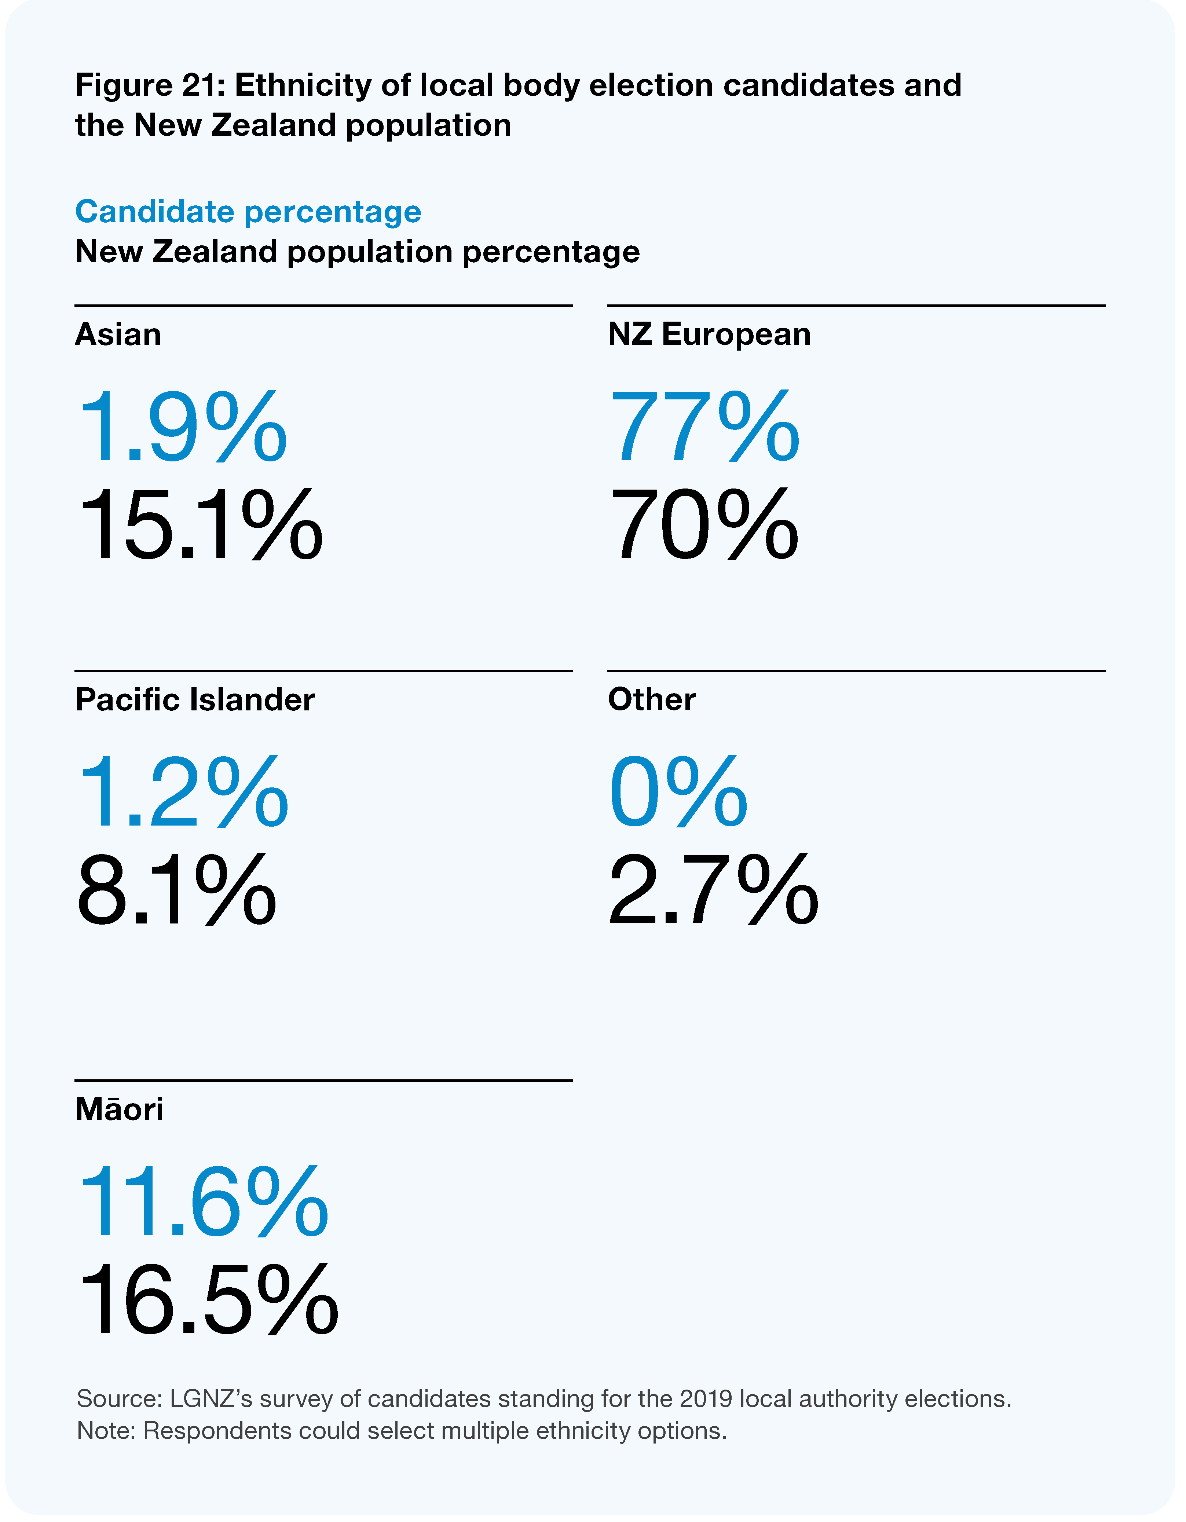 Figure 21: Ethnicity of local body election candidates and
the New Zealand population
Candidate percentage
New Zealand population percentage
Asian
1.9%
15.1%
NZ European
77%
70%
Pacific Islander
1.2%
8.1%
Other
0%
2.7%
Māori
11.6%
16.5%
Source: LGNZ’s survey of candidates standing for the 2019 local authority elections.
Note: Respondents could select multiple ethnicity options.